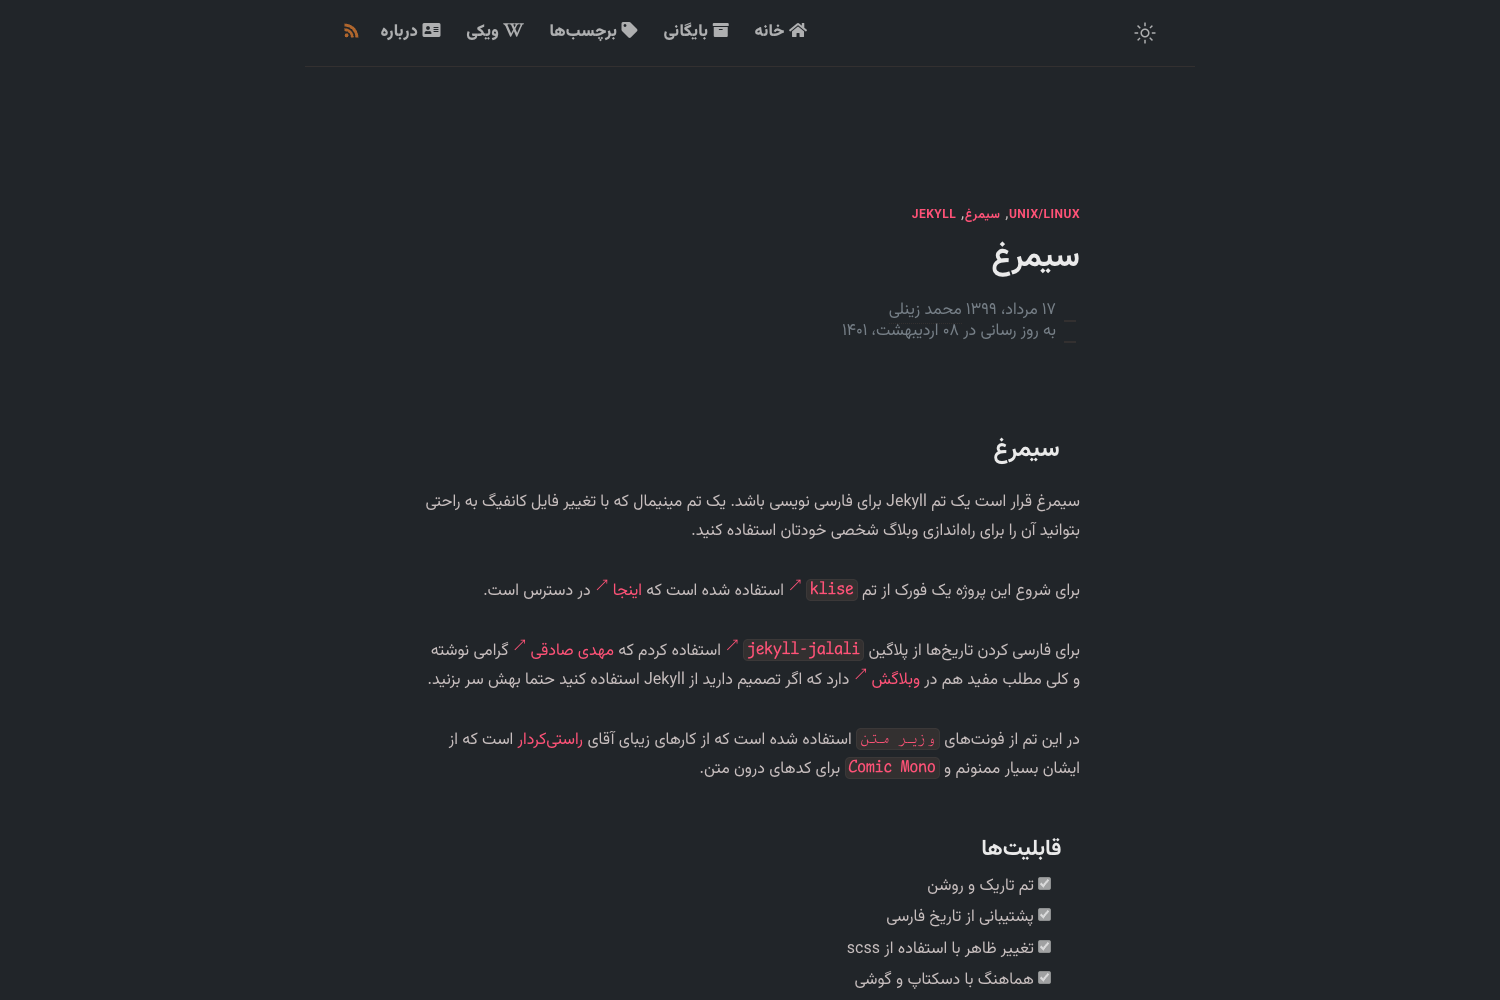 خانه بایگانی برچسب‌ها ویکی درباره
UNIX/LINUX, سیمرغ, JEKYLL
سیمرغ
۱۷ مرداد، ۱۳۹۹ محمد زینلی
به روز رسانی در ۰۸ اردیبهشت، ۱۴۰۱
سیمرغ
سیمرغ قرار است یک تم Jekyll برای فارسی نویسی باشد. یک تم مینیمال که با تغییر فایل کانفیگ به راحتی
بتوانید آن را برای راه‌اندازی وبلاگ شخصی خودتان استفاده کنید.
برای شروع این پروژه یک فورک از تم klise استفاده شده است که اینجا در دسترس است.
برای فارسی کردن تاریخ‌ها از پلاگین jekyll-jalali استفاده کردم که مهدی صادقی گرامی نوشته
و کلی مطلب مفید هم در وبلاگش دارد که اگر تصمیم دارید از Jekyll استفاده کنید حتما بهش سر بزنید.
در این تم از فونت‌های وزیر متن استفاده شده است که از کارهای زیبای آقای راستی‌کردار است که از
ایشان بسیار ممنونم و Comic Mono برای کدهای درون متن.
قابلیت‌ها
تم تاریک و روشن
پشتیبانی از تاریخ فارسی
تغییر ظاهر با استفاده از scss
هماهنگ با دسکتاپ و گوشی